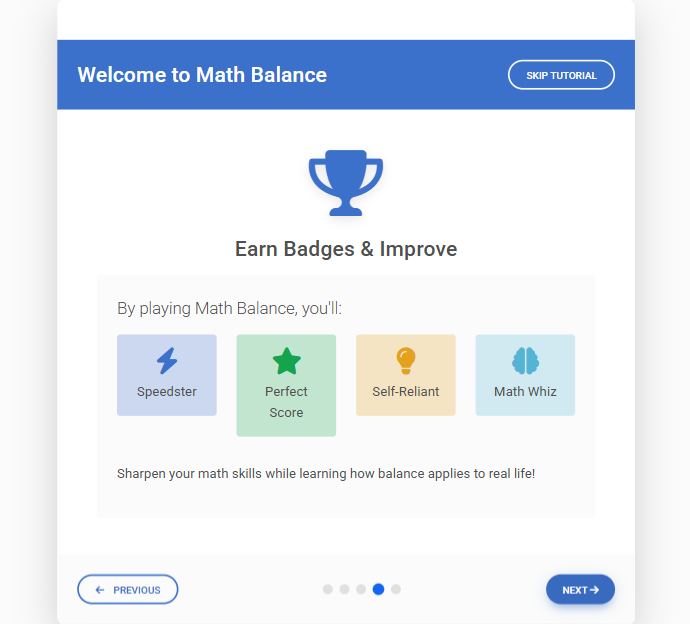 Welcome to Math Balance
SKIP TUTORIAL
Earn Badges & Improve
By playing Math Balance, you'll:
Speedster
Perfect
Score
Self-Reliant
Math Whiz
Sharpen your math skills while learning how balance applies to real life!
← PREVIOUS
NEXT →